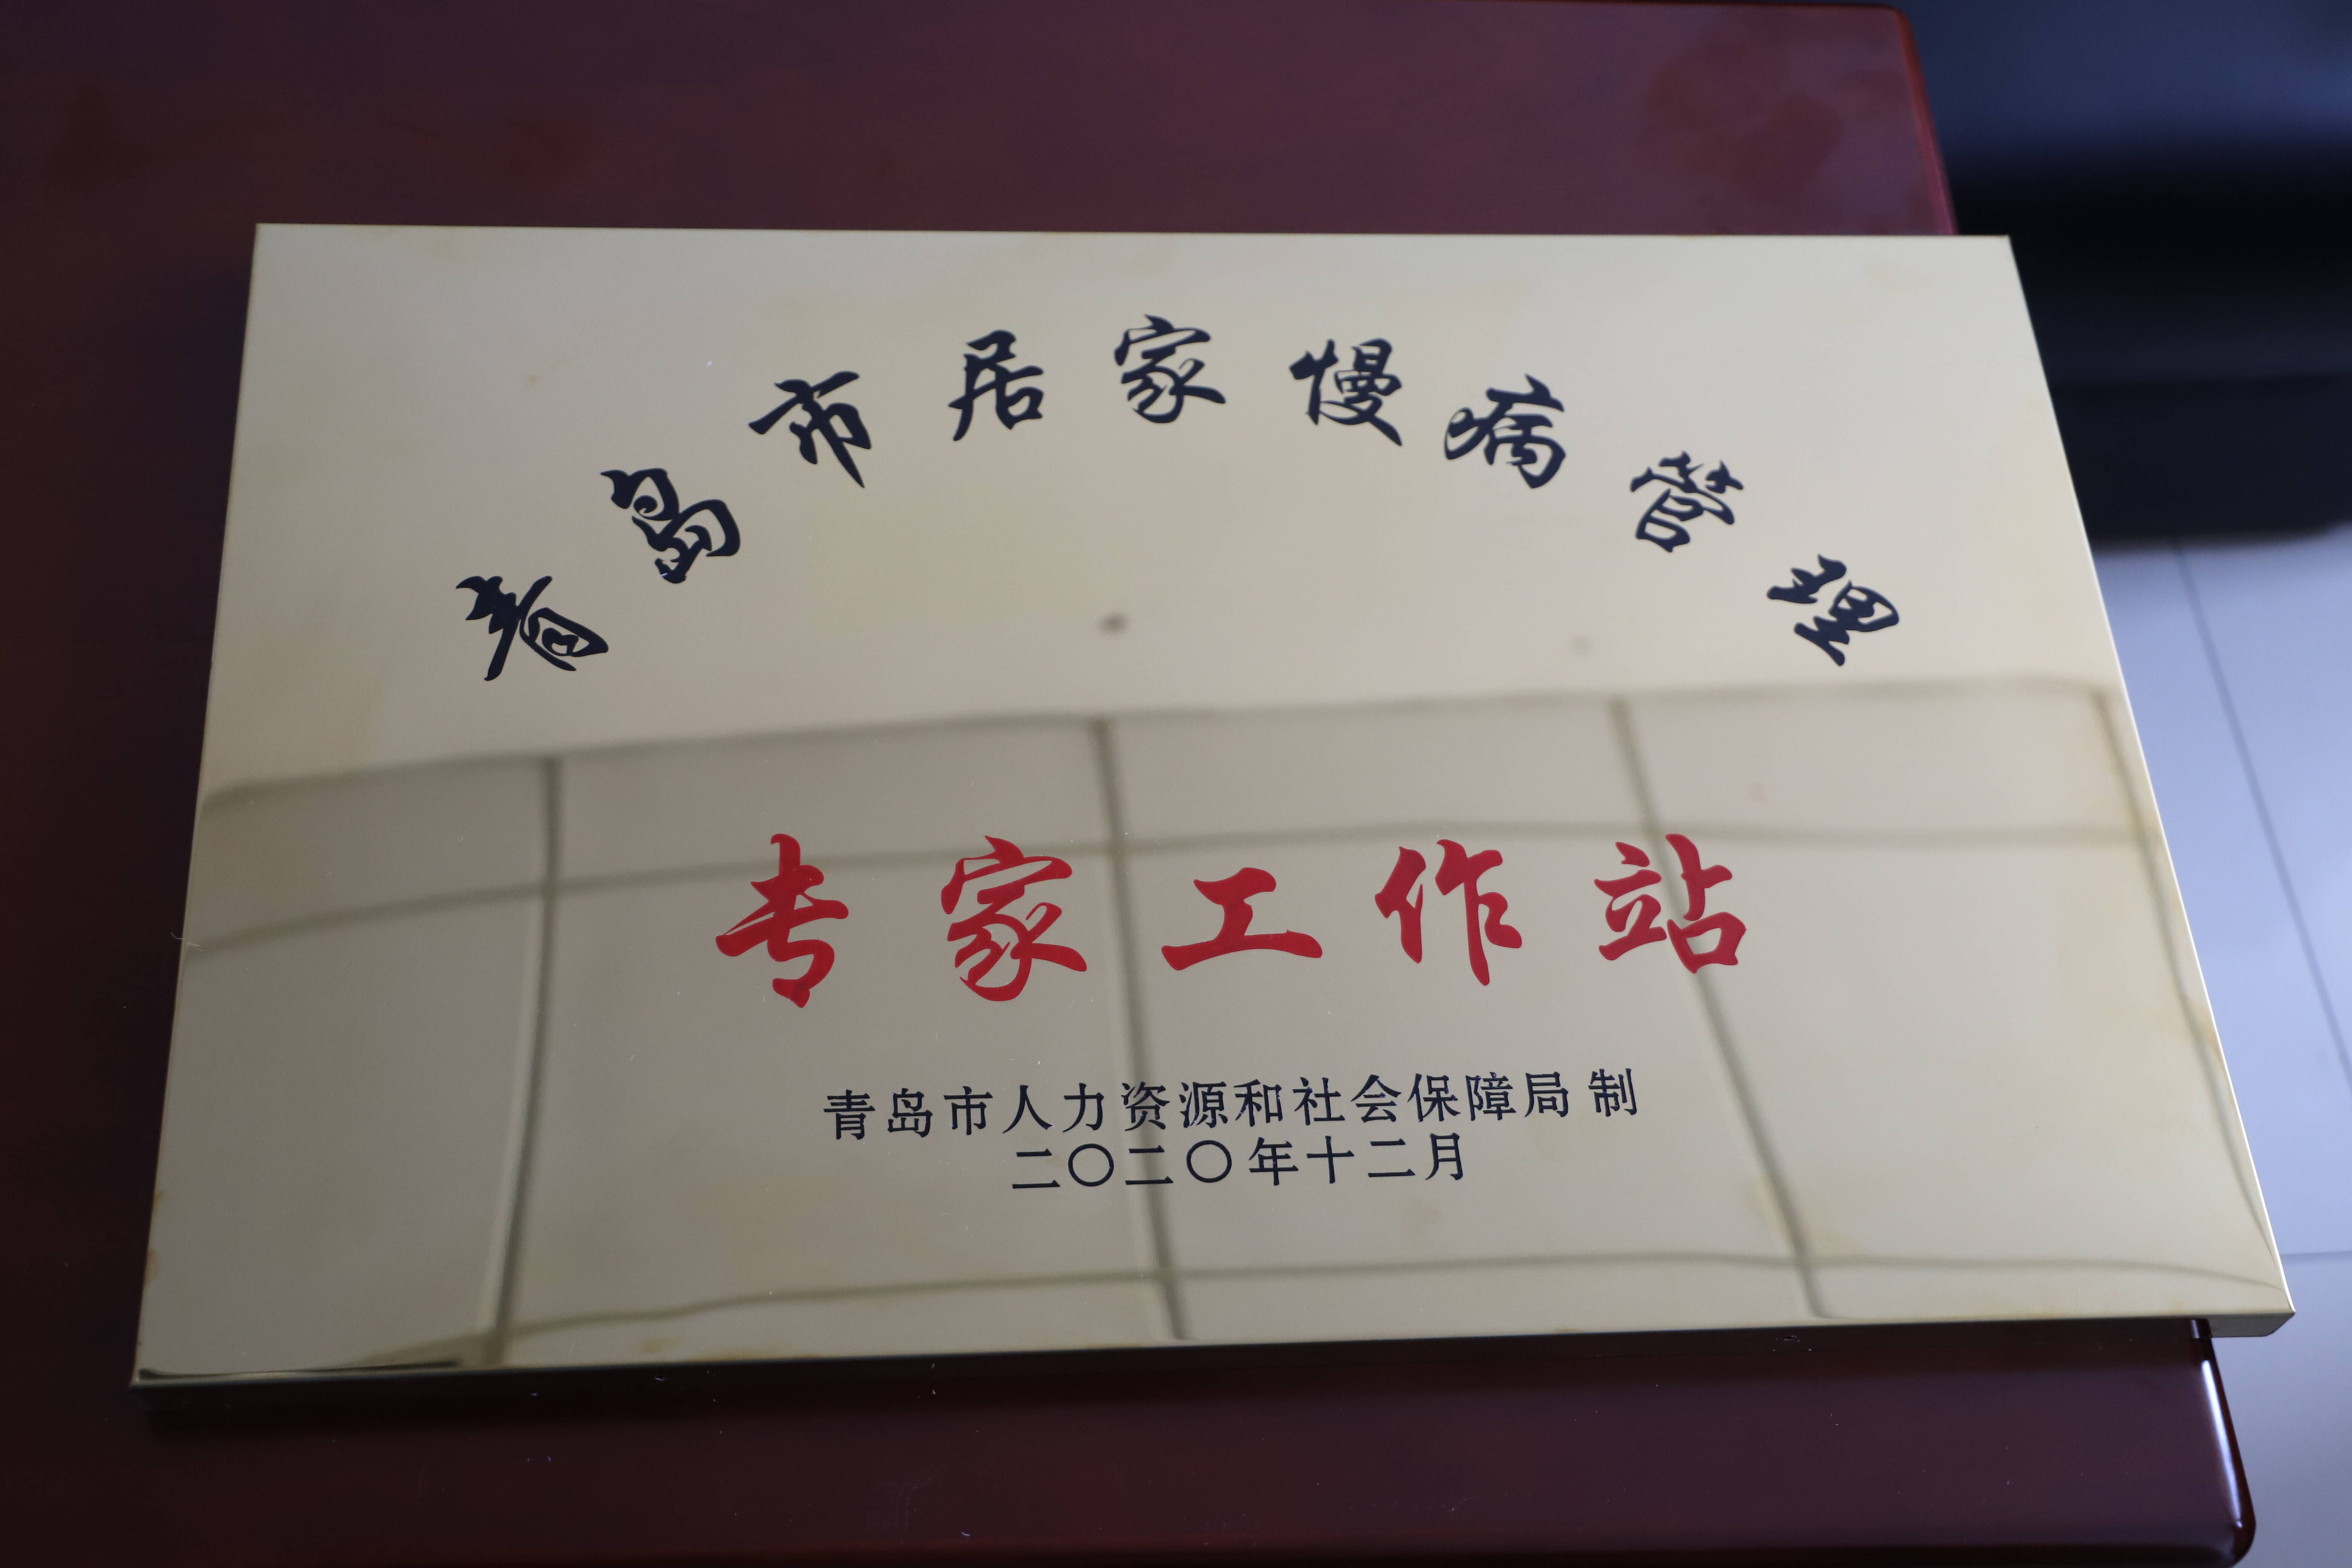 青岛市居家慢病管理
专家工作站
青岛市人力资源和社会保障局 制
二〇二〇年十二月